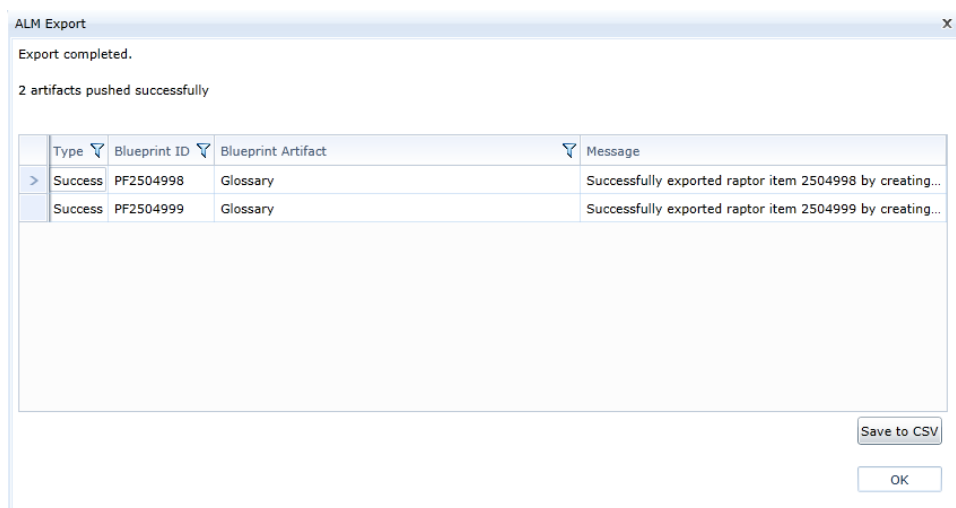 ALM Export x
Export completed.
2 artifacts pushed successfully
Type Blueprint ID Blueprint Artifact Message
> Success PF2504998 Glossary Successfully exported raptor item 2504998 by creating...
Success PF2504999 Glossary Successfully exported raptor item 2504999 by creating...
Save to CSV
OK